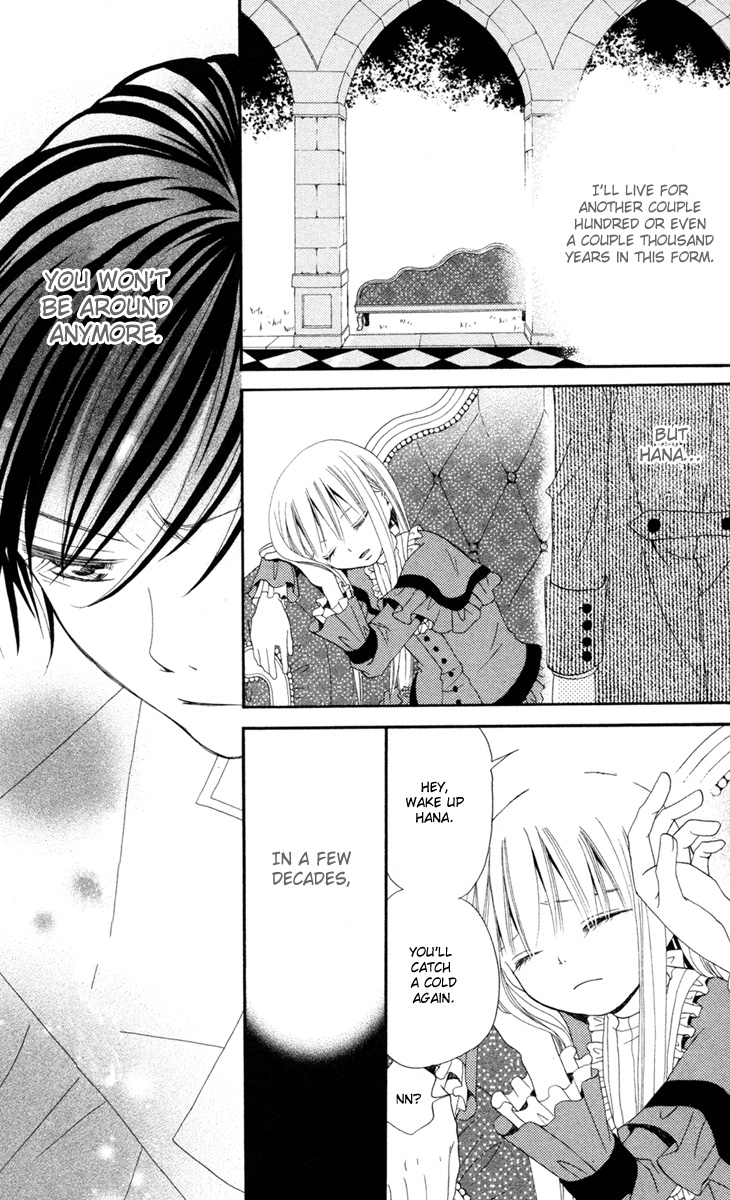 I'LL LIVE FOR
ANOTHER COUPLE
HUNDRED OR EVEN
A COUPLE THOUSAND
YEARS IN THIS FORM.
BUT
HANA...
HEY,
WAKE UP
HANA.
YOU'LL
CATCH
A COLD
AGAIN.
NN?
IN A FEW
DECADES,
YOU WON'T
BE AROUND
ANYMORE.